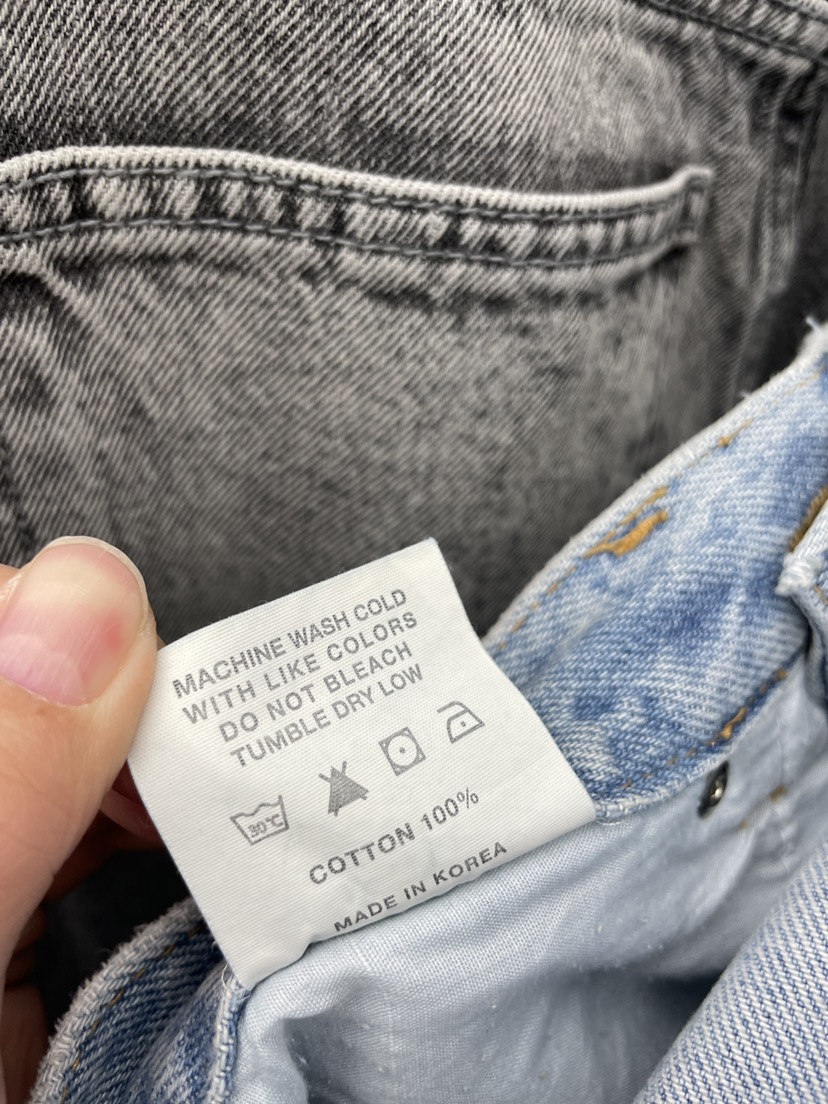 MACHINE WASH COLD
WITH LIKE COLORS
DO NOT BLEACH
TUMBLE DRY LOW
30°C
COTTON 100%
MADE IN KOREA